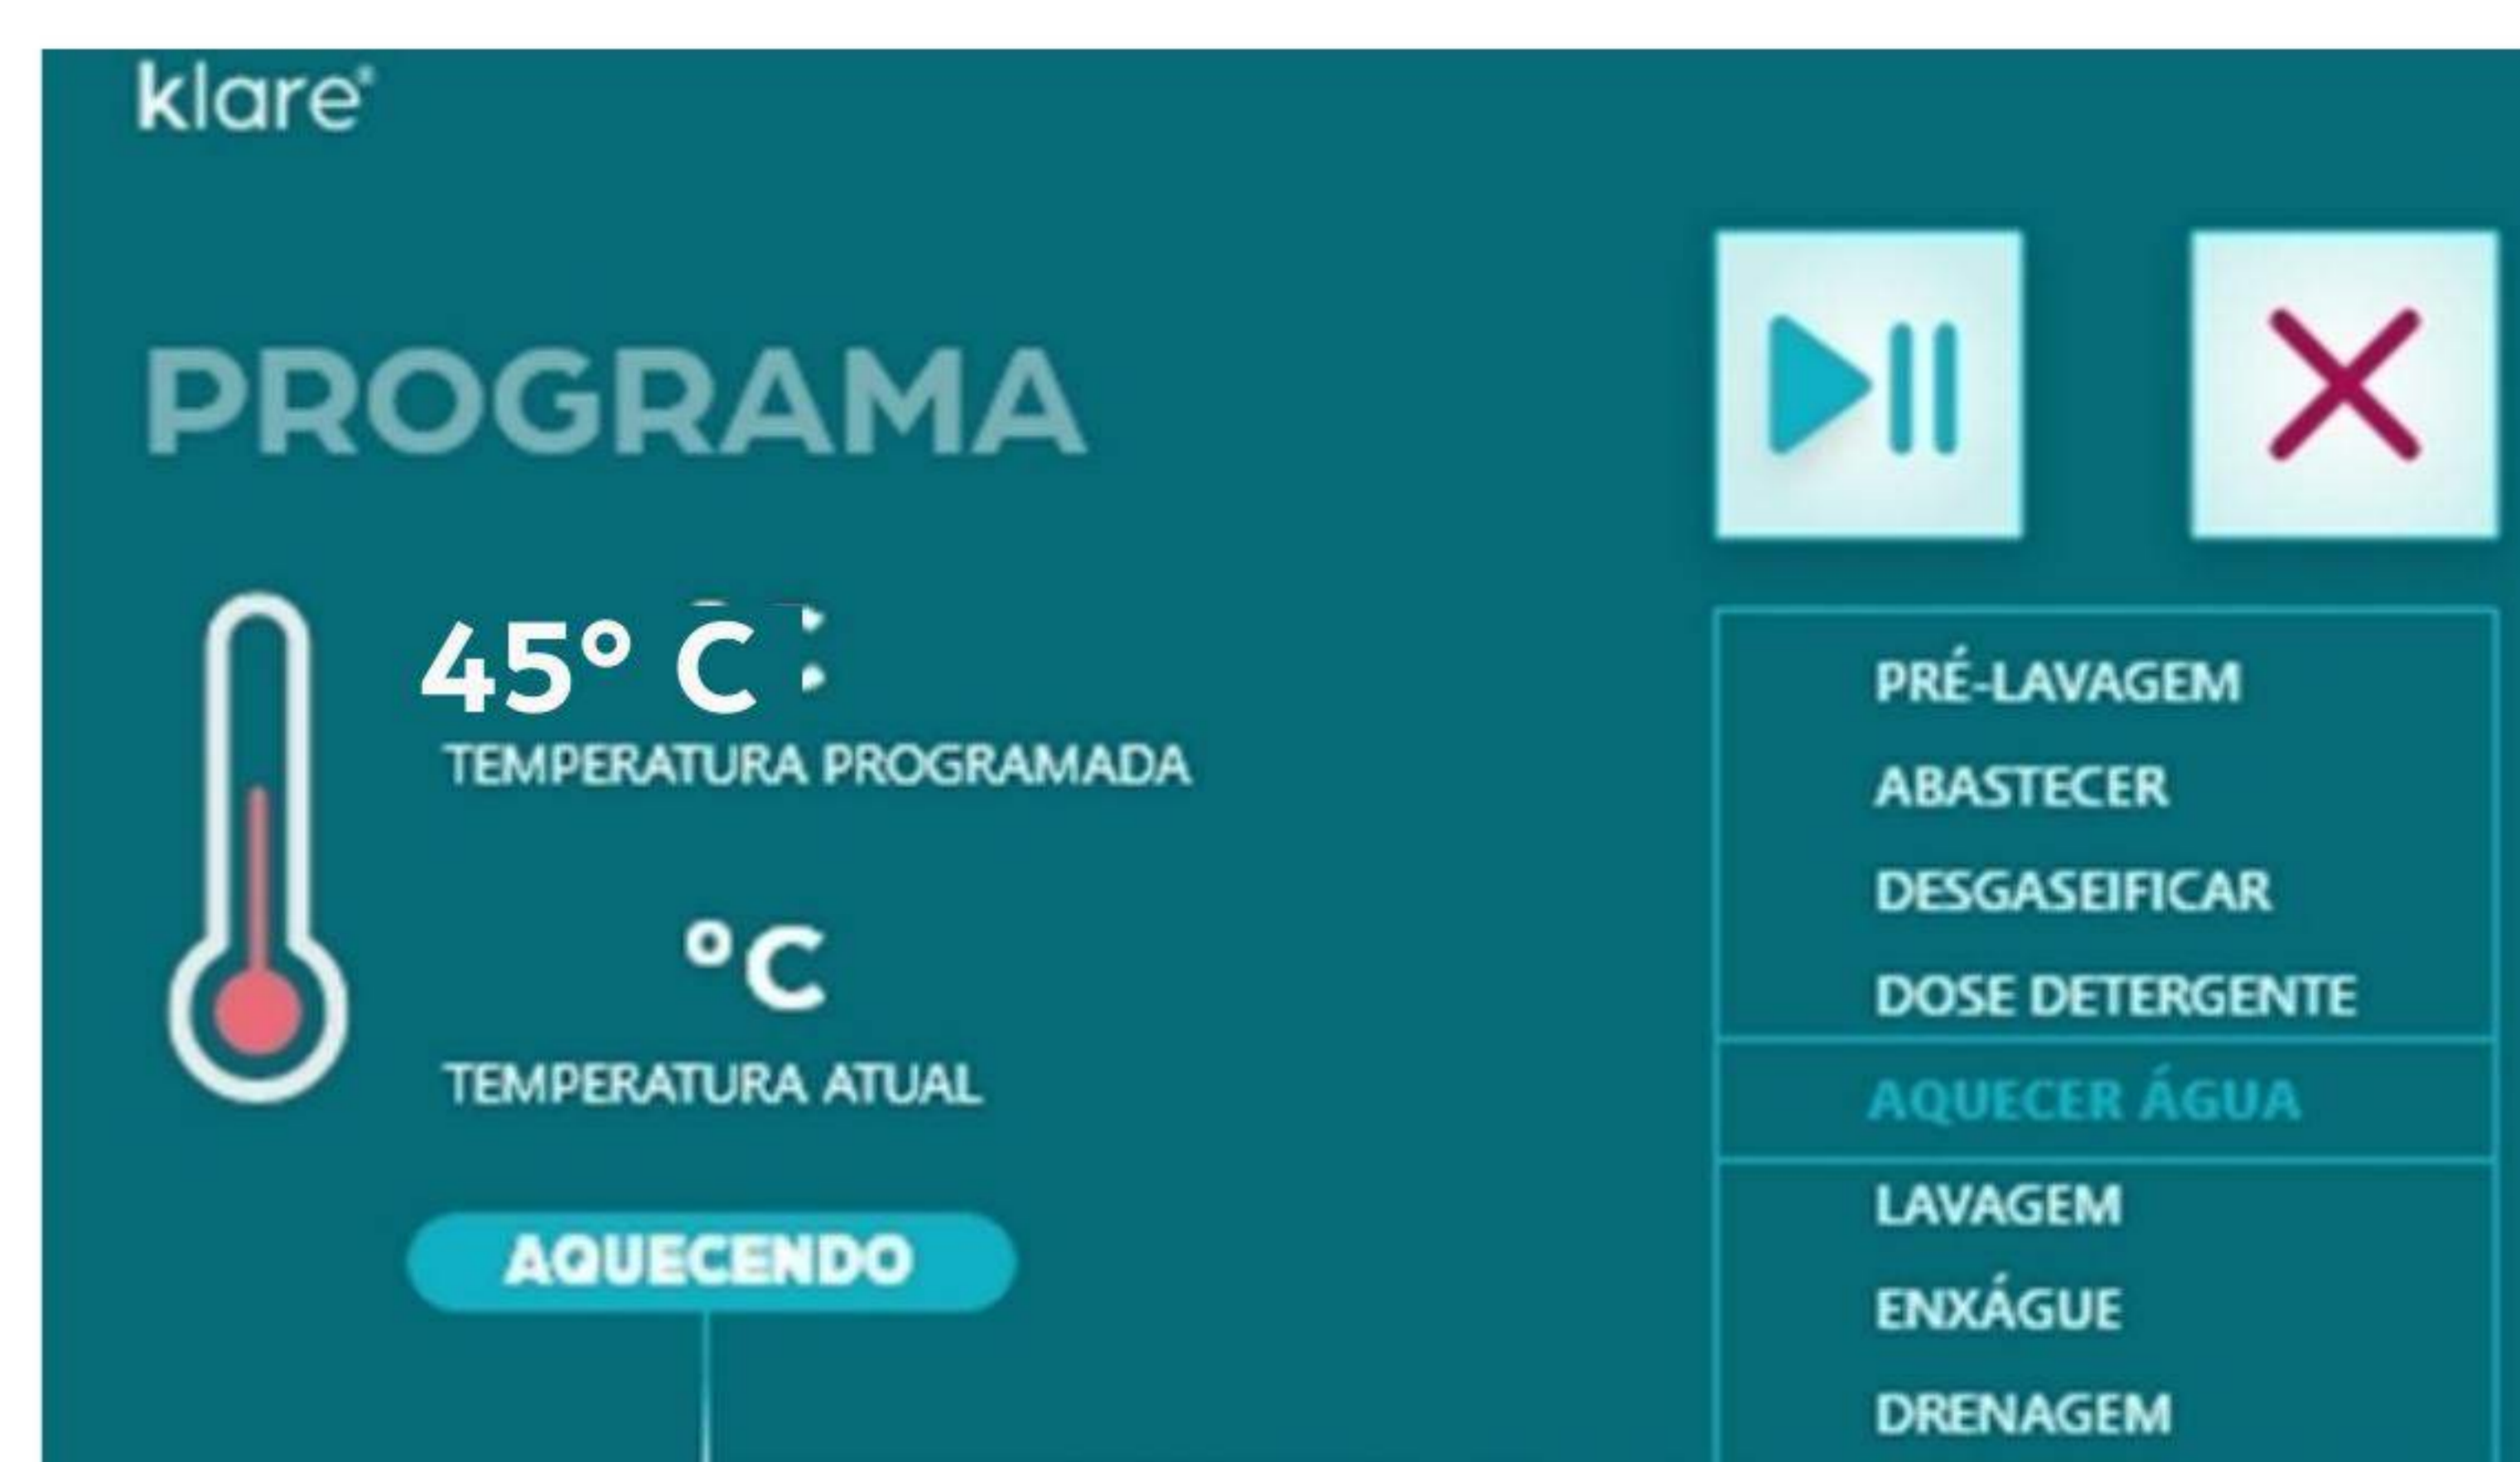 klare®
PROGRAMA
45° C
TEMPERATURA PROGRAMADA
°C
TEMPERATURA ATUAL
AQUECENDO
PRÉ-LAVAGEM
ABASTECER
DESGASEIFICAR
DOSE DETERGENTE
AQUECER ÁGUA
LAVAGEM
ENXÁGUE
DRENAGEM